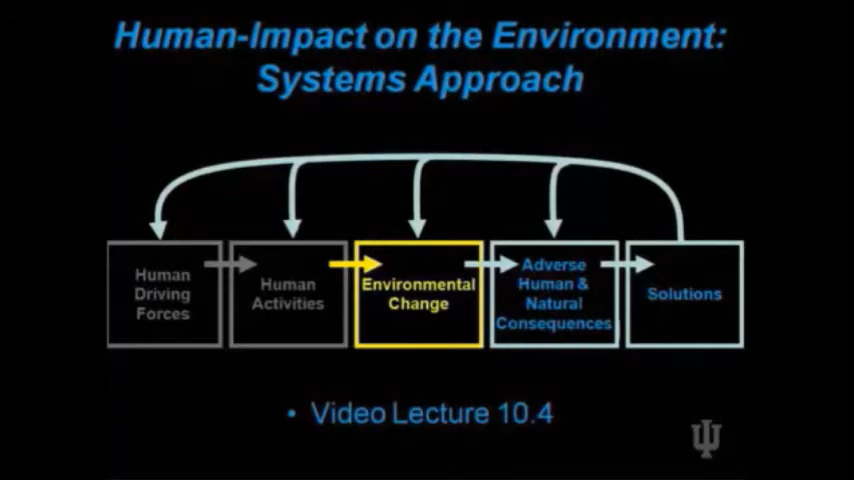 Human-Impact on the Environment:
Systems Approach
Human
Driving
Forces
Human
Activities
Environmental
Change
Adverse
Human &
Natural
Consequences
Solutions
• Video Lecture 10.4